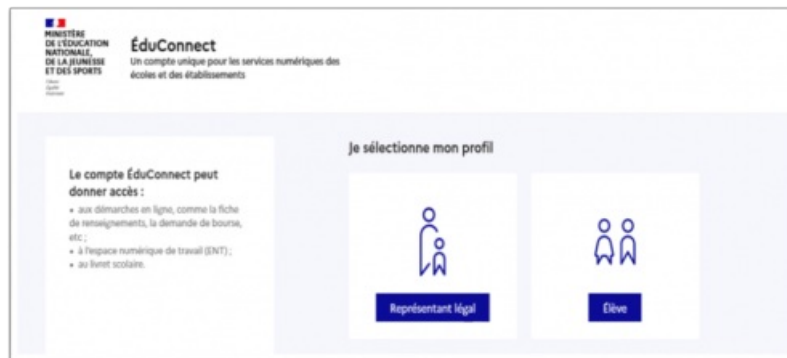 MINISTÈRE
DE L'ÉDUCATION
NATIONALE,
DE LA JEUNESSE
ET DES SPORTS
Liberté
Égalité
Fraternité
ÉduConnect
Un compte unique pour les services numériques des
écoles et des établissements
Le compte ÉduConnect peut
donner accès :
• aux démarches en ligne, comme la fiche
de renseignements, la demande de bourse,
etc ;
• à l'espace numérique de travail (ENT) ;
• au livret scolaire.
Je sélectionne mon profil
Représentant légal
Élève